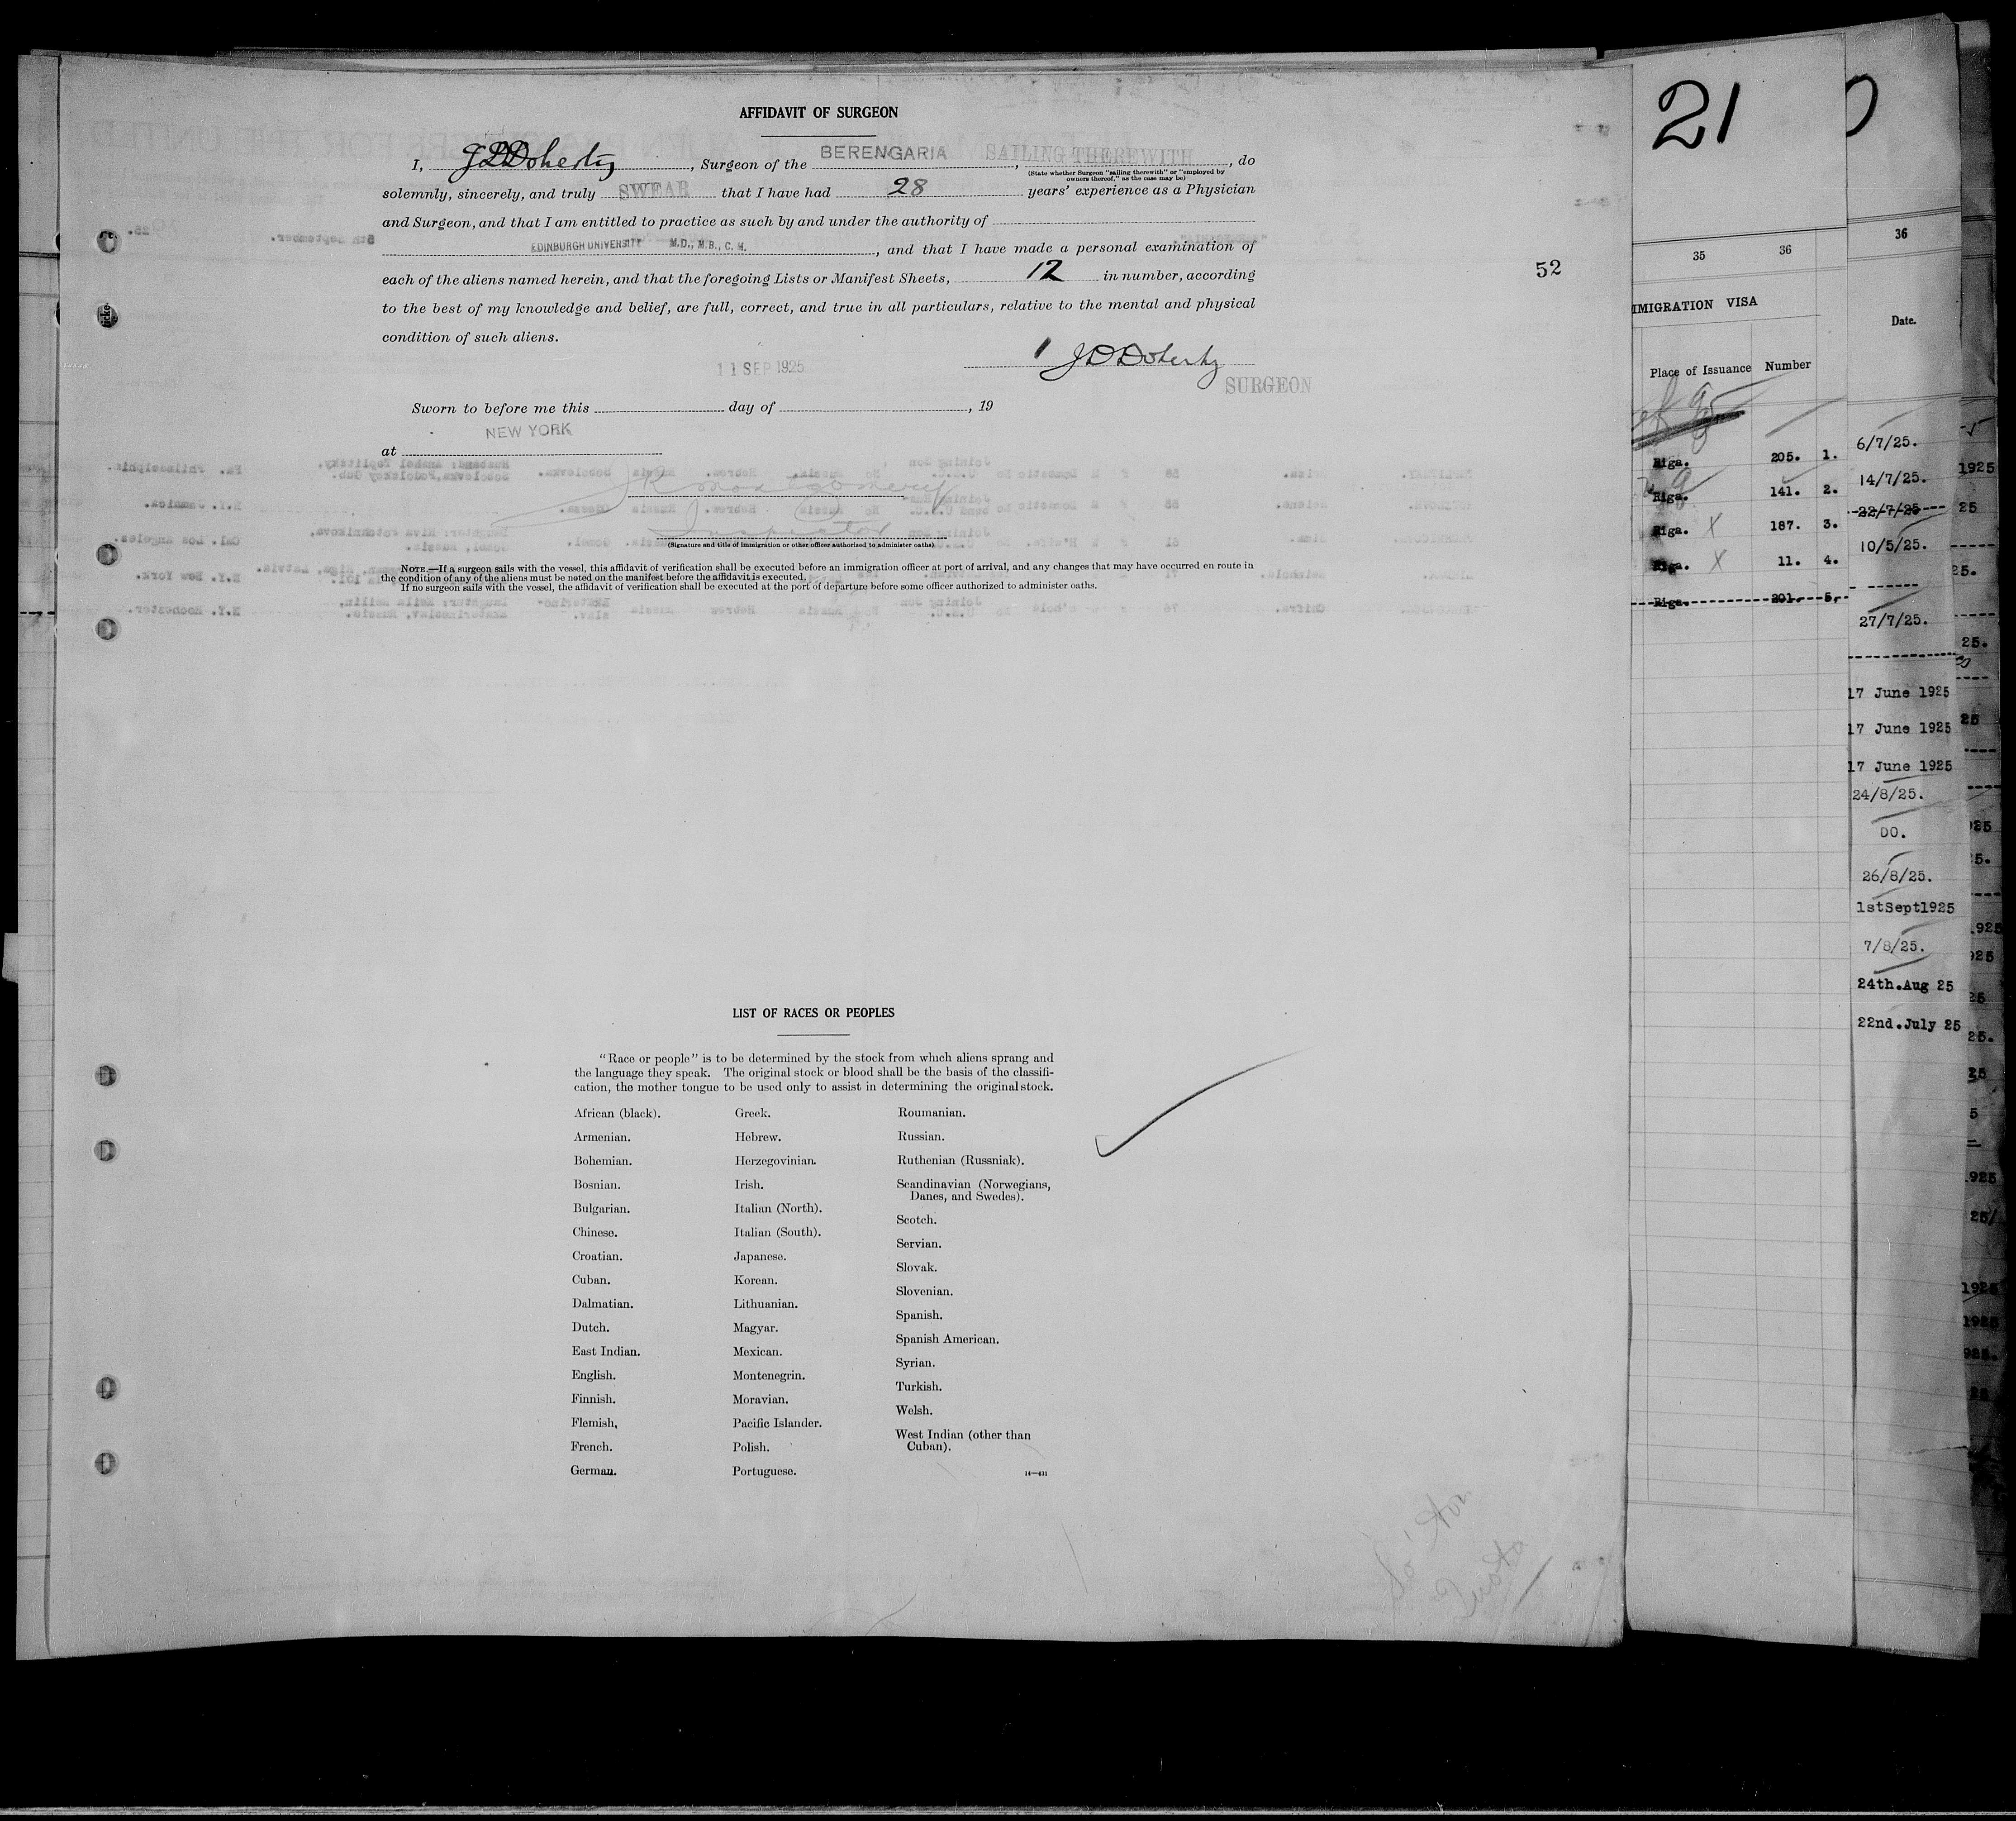 AFFIDAVIT OF SURGEON
I, J D Doherty, Surgeon of the BERENGARIA, SAILING THEREWITH, do
(State whether Surgeon "sailing therewith" or "employed by
owners thereof," as the case may be)
solemnly, sincerely, and truly SWEAR that I have had 28 years' experience as a Physician
and Surgeon, and that I am entitled to practice as such by and under the authority of
EDINBURGH UNIVERSITY M.D., M.B., C. M., and that I have made a personal examination of
each of the aliens named herein, and that the foregoing Lists or Manifest Sheets, 12 in number, according
52
to the best of my knowledge and belief, are full, correct, and true in all particulars, relative to the mental and physical
condition of such aliens.
J D Doherty
11 SEP 1925
SURGEON
Sworn to before me this day of , 19
NEW YORK
at
Inspector
(Signature and title of immigration or other officer authorized to administer oaths)
NOTE.—If a surgeon sails with the vessel, this affidavit of verification shall be executed before an immigration officer at port of arrival, and any changes that may have occurred en route in
the condition of any of the aliens must be noted on the manifest before the affidavit is executed.
If no surgeon sails with the vessel, the affidavit of verification shall be executed at the port of departure before some officer authorized to administer oaths.
LIST OF RACES OR PEOPLES
"Race or people" is to be determined by the stock from which aliens sprang and
the language they speak. The original stock or blood shall be the basis of the classifi-
cation, the mother tongue to be used only to assist in determining the original stock.
African (black).
Armenian.
Bohemian.
Bosnian.
Bulgarian.
Chinese.
Croatian.
Cuban.
Dalmatian.
Dutch.
East Indian.
English.
Finnish.
Flemish,
French.
German.
Greek.
Hebrew.
Herzegovinian.
Irish.
Italian (North).
Italian (South).
Japanese.
Korean.
Lithuanian.
Magyar.
Mexican.
Montenegrin.
Moravian.
Pacific Islander.
Polish.
Portuguese.
Roumanian.
Russian.
Ruthenian (Russniak).
Scandinavian (Norwegians,
Danes, and Swedes).
Scotch.
Servian.
Slovak.
Slovenian.
Spanish.
Spanish American.
Syrian.
Turkish.
Welsh.
West Indian (other than
Cuban).
14—431
Quota
21
35 36
IMMIGRATION VISA
Place of Issuance Number
Riga. 205. 1.
Riga. 141. 2.
Riga. X 187. 3.
Riga. X 11. 4.
Riga. 201. 5.
36
Date.
6/7/25.
14/7/25.
22/7/25
10/5/25.
27/7/25.
17 June 1925
17 June 1925
17 June 1925
24/8/25.
DO.
26/8/25.
1stSept1925
7/8/25.
24th.Aug 25
22nd.July 25
1925
25
25.
25.
25